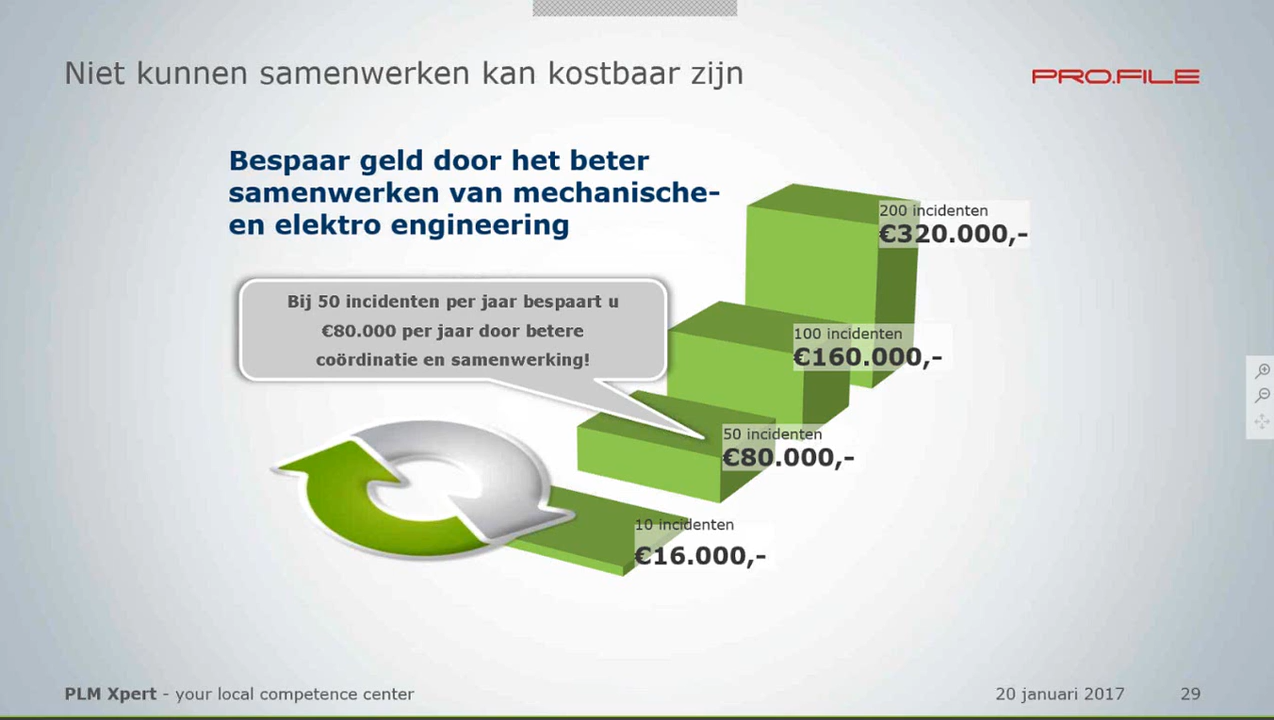 Niet kunnen samenwerken kan kostbaar zijn
PRO.FILE
Bespaar geld door het beter
samenwerken van mechanische-
en elektro engineering
200 incidenten
€320.000,-
Bij 50 incidenten per jaar bespaart u
€80.000 per jaar door betere
coördinatie en samenwerking!
100 incidenten
€160.000,-
50 incidenten
€80.000,-
10 incidenten
€16.000,-
PLM Xpert - your local competence center
20 januari 2017
29